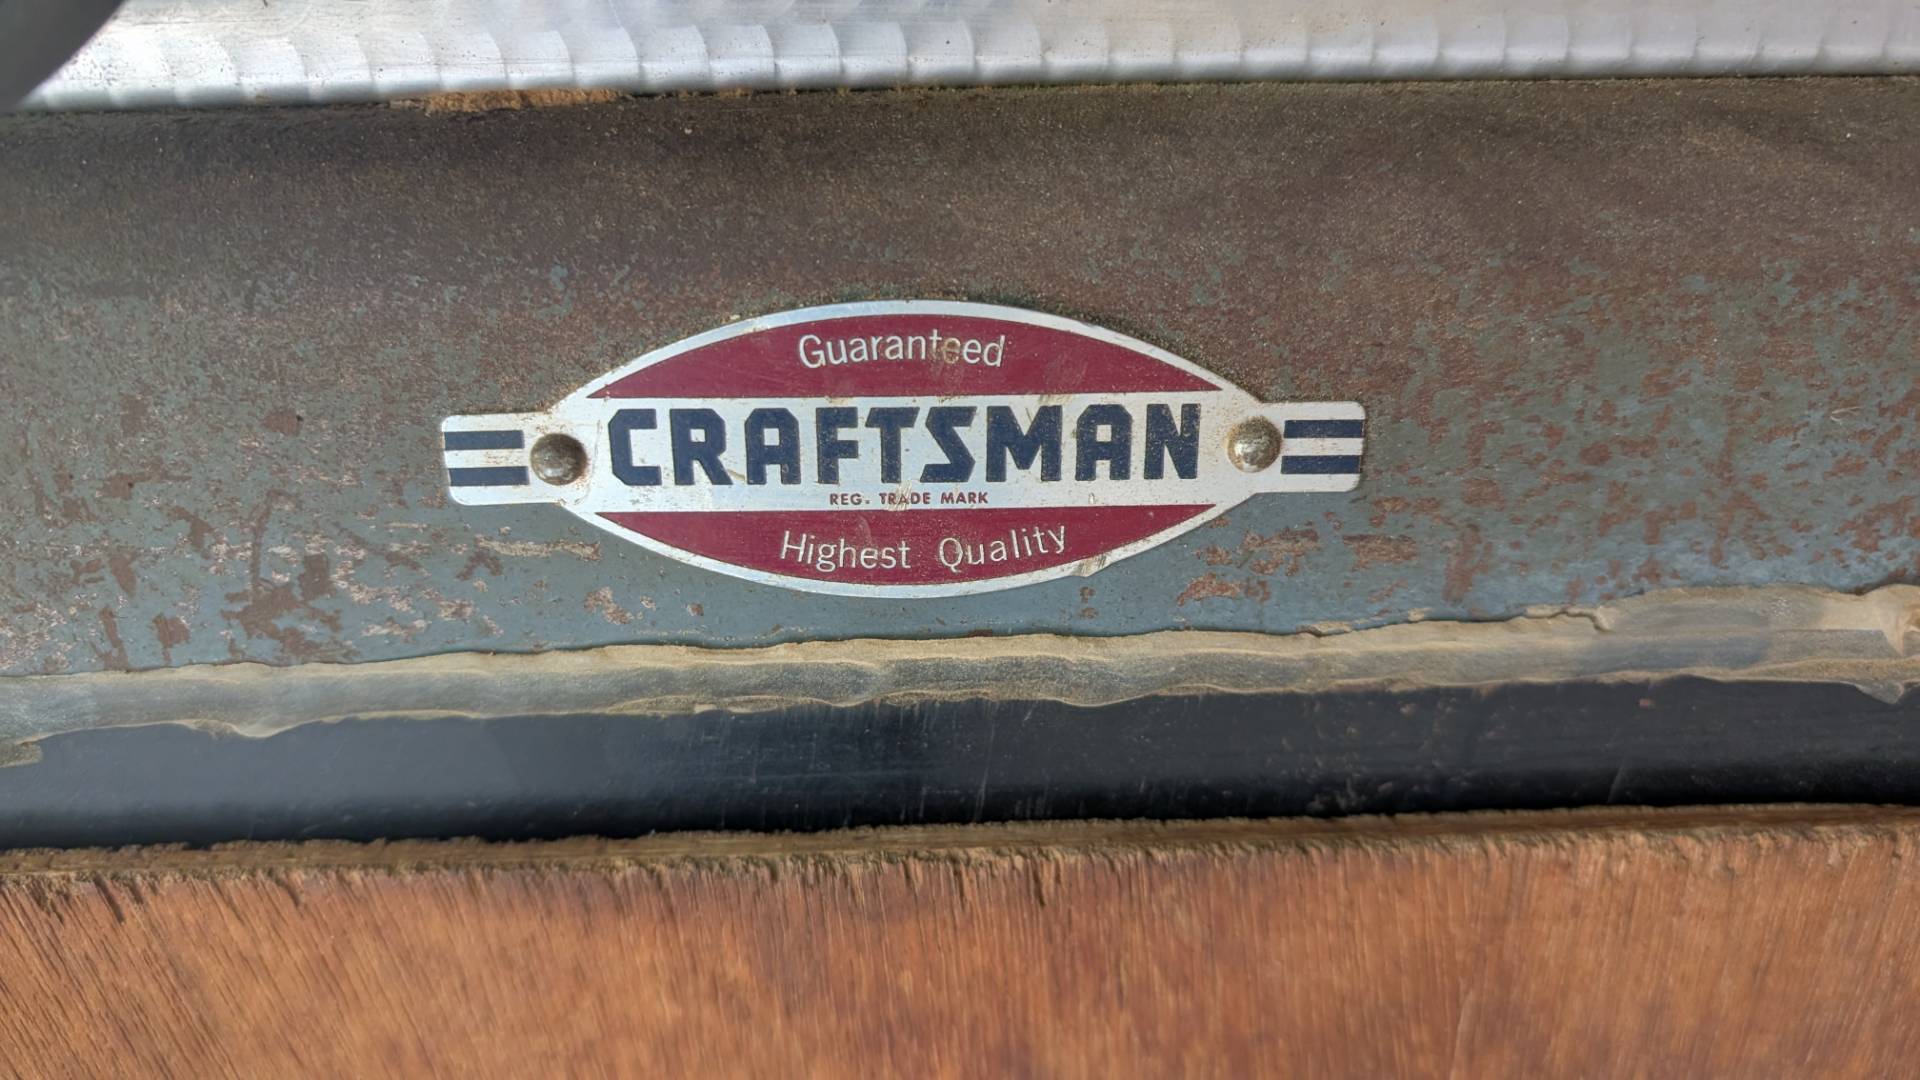 Guaranteed
CRAFTSMAN
REG. TRADE MARK
Highest Quality